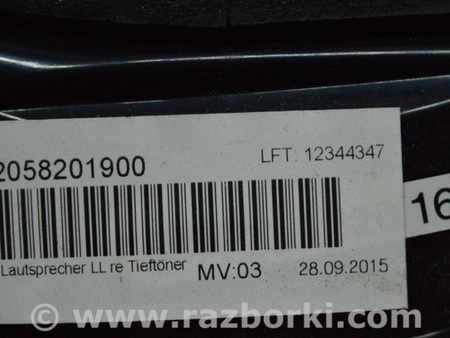 2058201900
LFT: 12344347
16
Lautsprecher LL re Tieftöner
MV:03
28.09.2015
www.razborki.com